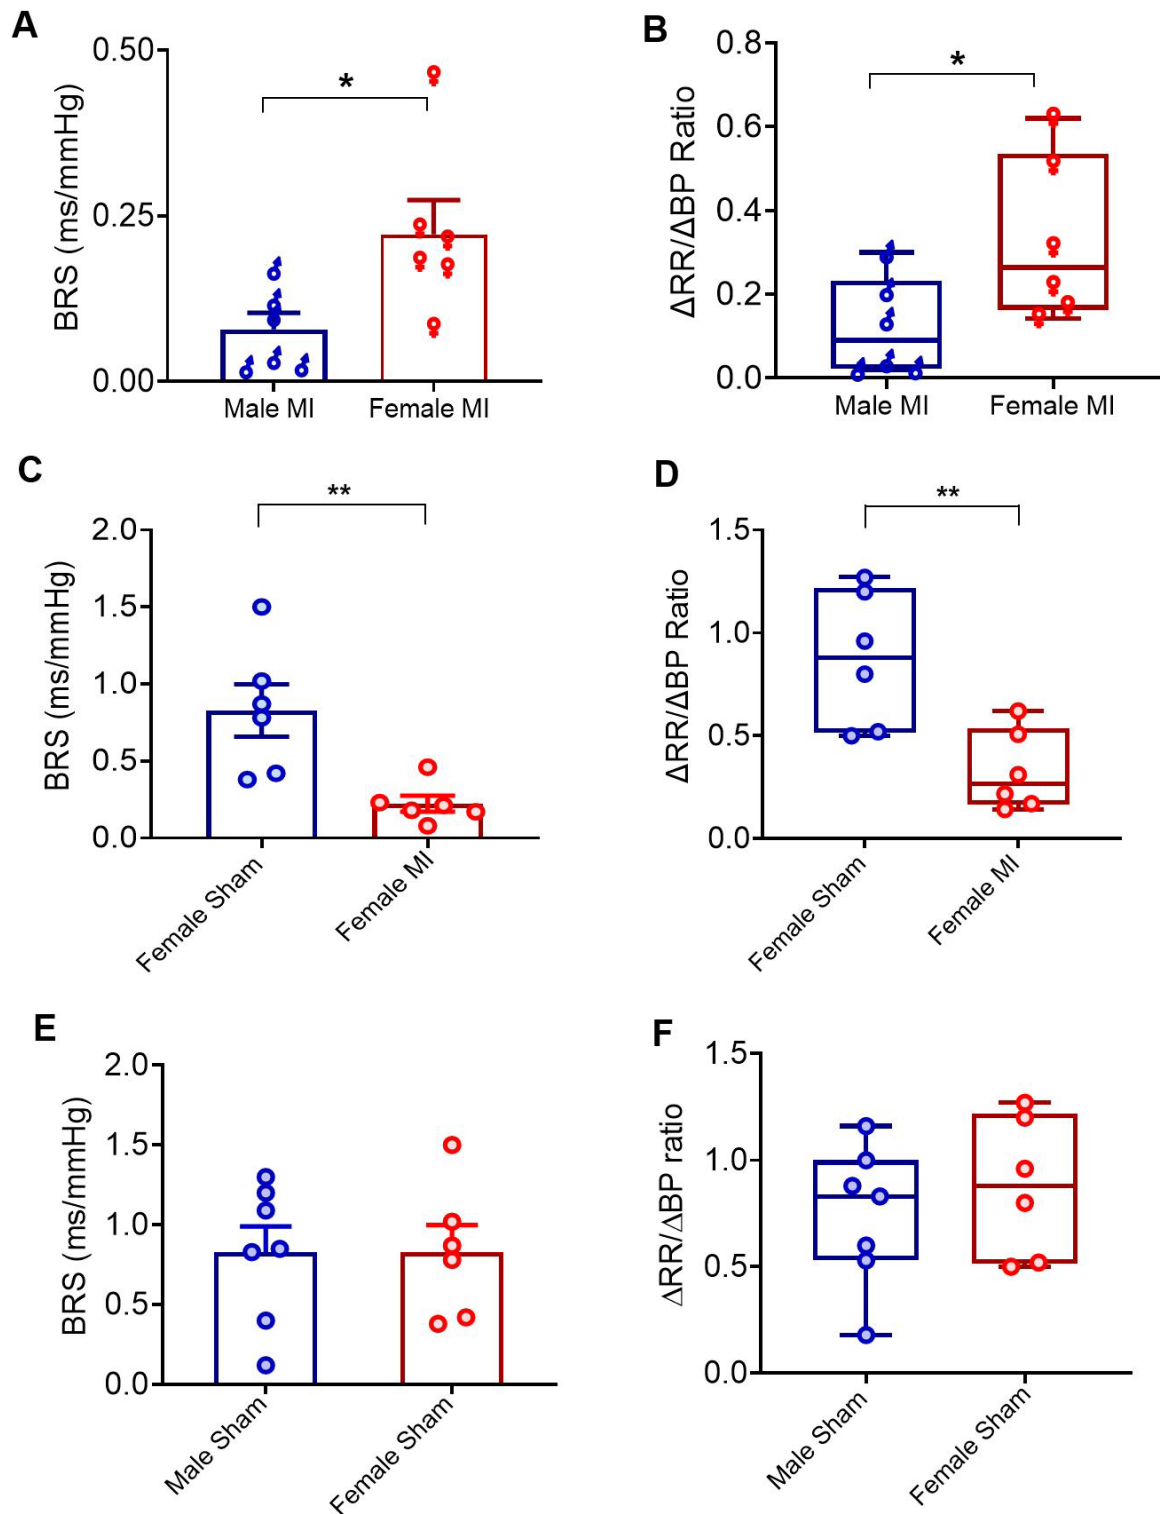 A
BRS (ms/mmHg)
0.50
0.25
0.00
*
Male MI
Female MI
B
ΔRR/ΔBP Ratio
0.8
0.6
0.4
0.2
0.0
*
Male MI
Female MI
C
BRS (ms/mmHg)
2.0
1.5
1.0
0.5
0.0
**
Female Sham
Female MI
D
ΔRR/ΔBP Ratio
1.5
1.0
0.5
0.0
**
Female Sham
Female MI
E
BRS (ms/mmHg)
2.0
1.5
1.0
0.5
0.0
Male Sham
Female Sham
F
ΔRR/ΔBP ratio
1.5
1.0
0.5
0.0
Male Sham
Female Sham